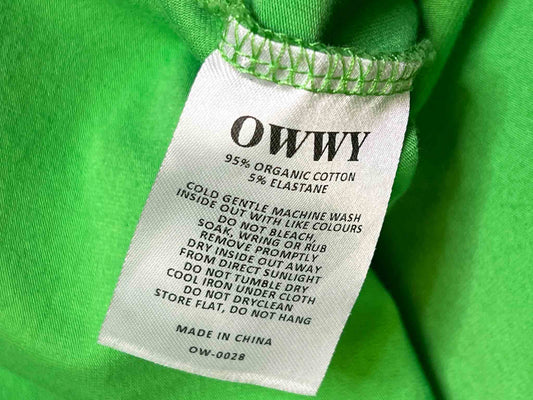 OWWY
95% ORGANIC COTTON
5% ELASTANE
COLD GENTLE MACHINE WASH
INSIDE OUT WITH LIKE COLOURS
DO NOT BLEACH,
SOAK, WRING OR RUB
REMOVE PROMPTLY
DRY INSIDE OUT AWAY
FROM DIRECT SUNLIGHT
DO NOT TUMBLE DRY
COOL IRON UNDER CLOTH
DO NOT DRYCLEAN
STORE FLAT, DO NOT HANG
MADE IN CHINA
OW-0028